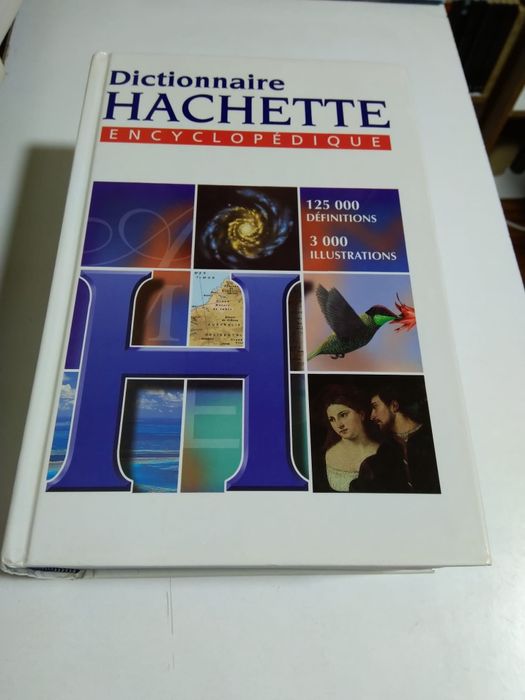 Dictionnaire
HACHETTE
ENCYCLOPÉDIQUE
125 000
DÉFINITIONS
3 000
ILLUSTRATIONS
A
H
E